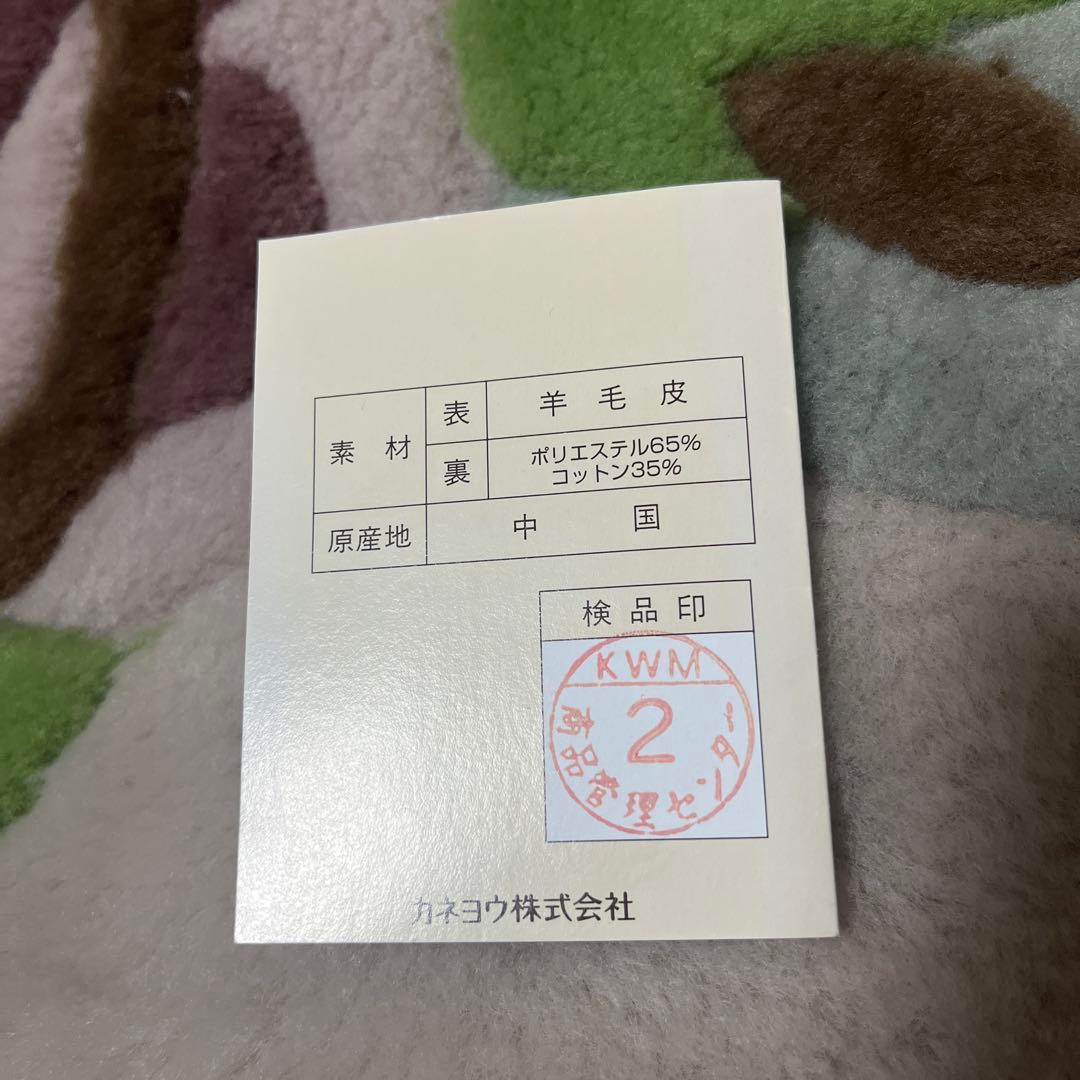 素材
表 羊毛皮
裏 ポリエステル65%
コットン35%
原産地 中国
検品印
KWM
2
商品管理センター
カネヨウ株式会社